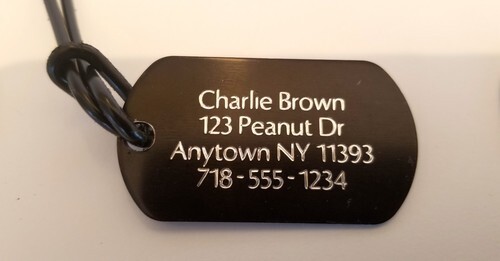 Charlie Brown
123 Peanut Dr
Anytown NY 11393
718-555-1234